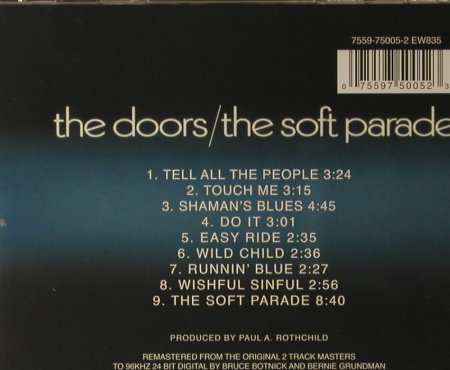 7559-75005-2 EW835
0 75597 50052 3
the doors/the soft parade
1. TELL ALL THE PEOPLE 3:24
2. TOUCH ME 3:15
3. SHAMAN'S BLUES 4:45
4. DO IT 3:01
5. EASY RIDE 2:35
6. WILD CHILD 2:36
7. RUNNIN' BLUE 2:27
8. WISHFUL SINFUL 2:56
9. THE SOFT PARADE 8:40
PRODUCED BY PAUL A. ROTHCHILD
REMASTERED FROM THE ORIGINAL 2 TRACK MASTERS
TO 96KHZ 24 BIT DIGITAL BY BRUCE BOTNICK AND BERNIE GRUNDMAN